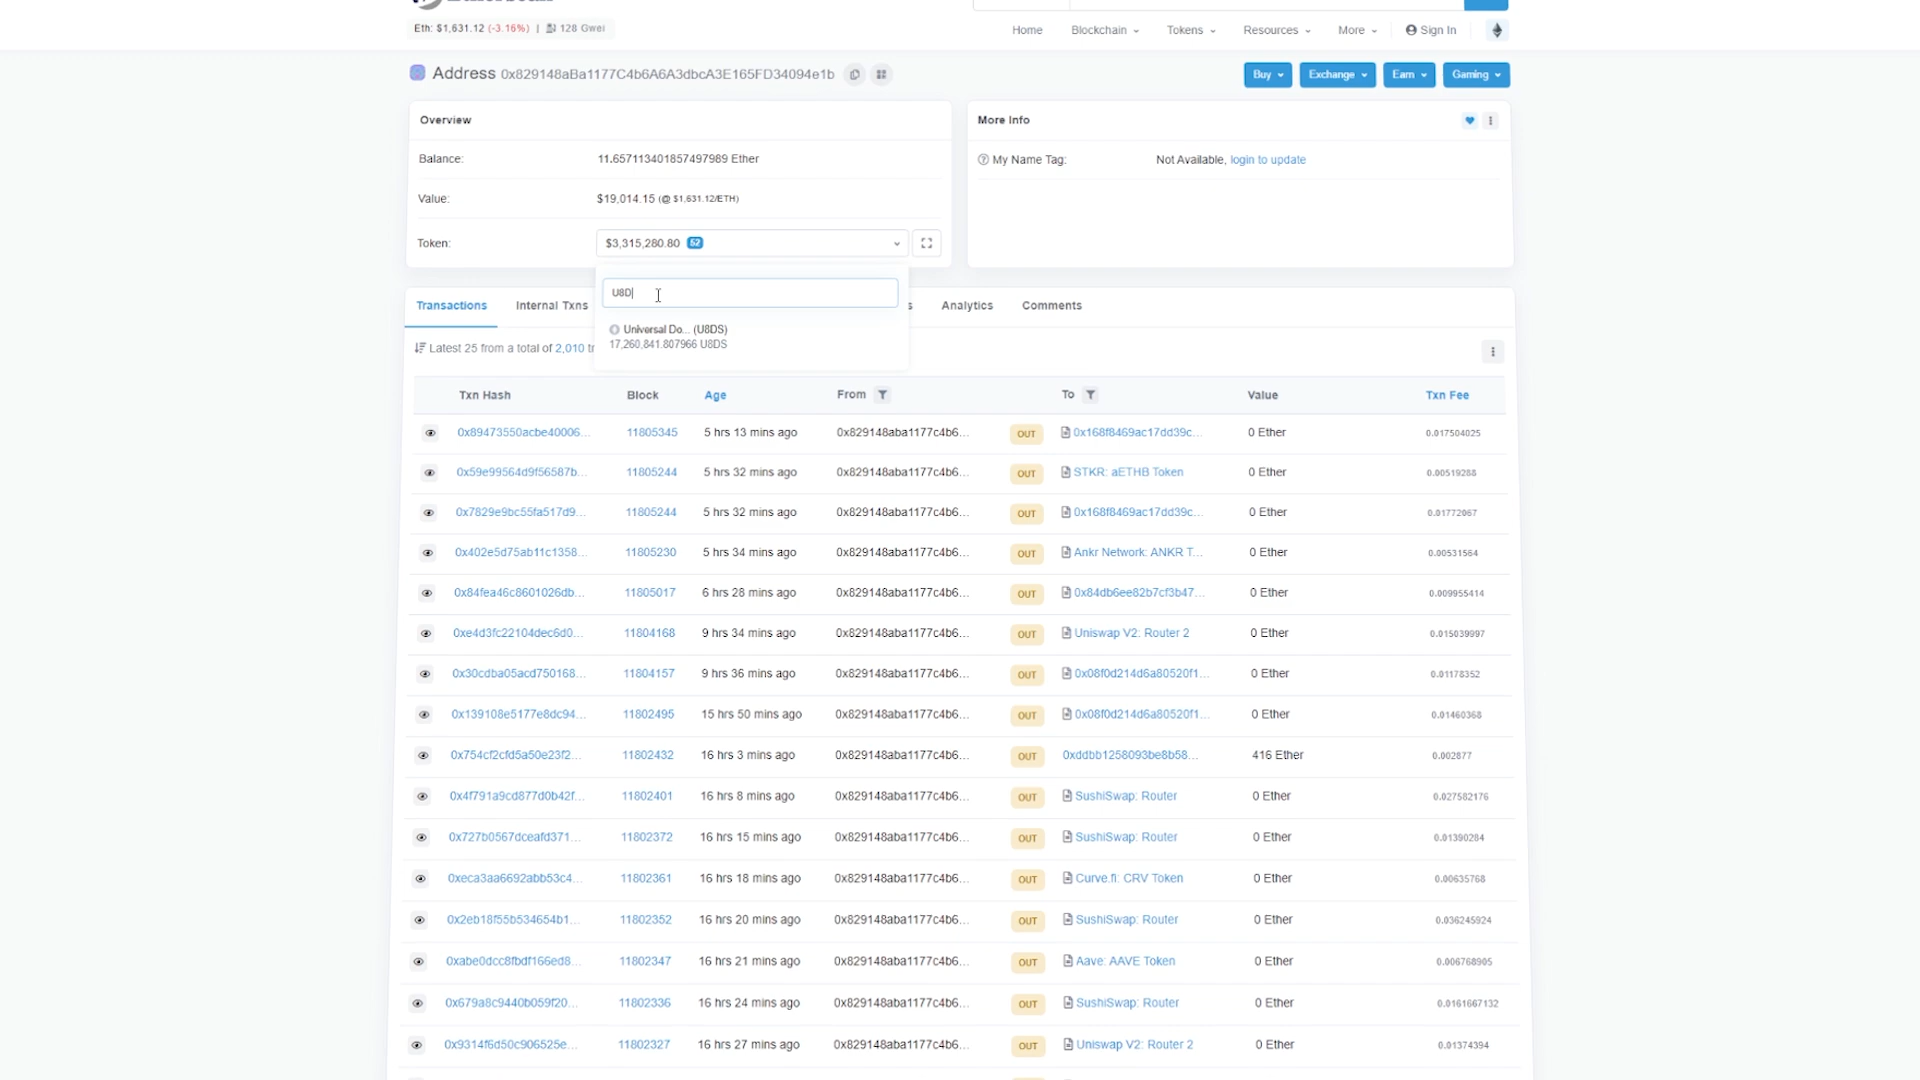 Eth: $1,631.12 (-3.16%) | 128 Gwei
Home Blockchain Tokens Resources More Sign In
Address 0x829148aBa1177C4b6A6A3dbcA3E165FD34094e1b
Buy Exchange Earn Gaming
Overview
Balance: 11.657113401857497989 Ether
Value: $19,014.15 (@ $1,631.12/ETH)
Token: $3,315,280.80 52
U8D
Universal Do... (U8DS)
17,260,841.807966 U8DS
More Info
My Name Tag: Not Available, login to update
Transactions Internal Txns Analytics Comments
Latest 25 from a total of 2,010
Txn Hash Block Age From To Value Txn Fee
0x89473550acbe40006... 11805345 5 hrs 13 mins ago 0x829148aba1177c4b6... OUT 0x168f8469ac17dd39c... 0 Ether 0.017504025
0x59e99564d9f56587b... 11805244 5 hrs 32 mins ago 0x829148aba1177c4b6... OUT STKR: aETHB Token 0 Ether 0.00519288
0x7829e9bc55fa517d9... 11805244 5 hrs 32 mins ago 0x829148aba1177c4b6... OUT 0x168f8469ac17dd39c... 0 Ether 0.01772067
0x402e5d75ab11c1358... 11805230 5 hrs 34 mins ago 0x829148aba1177c4b6... OUT Ankr Network: ANKR T... 0 Ether 0.00531564
0x84fea46c8601026db... 11805017 6 hrs 28 mins ago 0x829148aba1177c4b6... OUT 0x84db6ee82b7cf3b47... 0 Ether 0.009955414
0xe4d3fc22104dec6d0... 11804168 9 hrs 34 mins ago 0x829148aba1177c4b6... OUT Uniswap V2: Router 2 0 Ether 0.015039997
0x30cdba05acd750168... 11804157 9 hrs 36 mins ago 0x829148aba1177c4b6... OUT 0x08f0d214d6a80520f1... 0 Ether 0.01178352
0x139108e5177e8dc94... 11802495 15 hrs 50 mins ago 0x829148aba1177c4b6... OUT 0x08f0d214d6a80520f1... 0 Ether 0.01460368
0x754cf2cfd5a50e23f2... 11802432 16 hrs 3 mins ago 0x829148aba1177c4b6... OUT 0xddbb1258093be8b58... 416 Ether 0.002877
0x4f791a9cd877d0b42f... 11802401 16 hrs 8 mins ago 0x829148aba1177c4b6... OUT SushiSwap: Router 0 Ether 0.027582176
0x727b0567dceafd371... 11802372 16 hrs 15 mins ago 0x829148aba1177c4b6... OUT SushiSwap: Router 0 Ether 0.01390284
0xeca3aa6692abb53c4... 11802361 16 hrs 18 mins ago 0x829148aba1177c4b6... OUT Curve.fi: CRV Token 0 Ether 0.00635768
0x2eb18f55b534654b1... 11802352 16 hrs 20 mins ago 0x829148aba1177c4b6... OUT SushiSwap: Router 0 Ether 0.036245924
0xabe0dcc8fbdf166ed8... 11802347 16 hrs 21 mins ago 0x829148aba1177c4b6... OUT Aave: AAVE Token 0 Ether 0.006768905
0x679a8c9440b059f20... 11802336 16 hrs 24 mins ago 0x829148aba1177c4b6... OUT SushiSwap: Router 0 Ether 0.0161667132
0x9314f6d50c906525e... 11802327 16 hrs 27 mins ago 0x829148aba1177c4b6... OUT Uniswap V2: Router 2 0 Ether 0.01374394